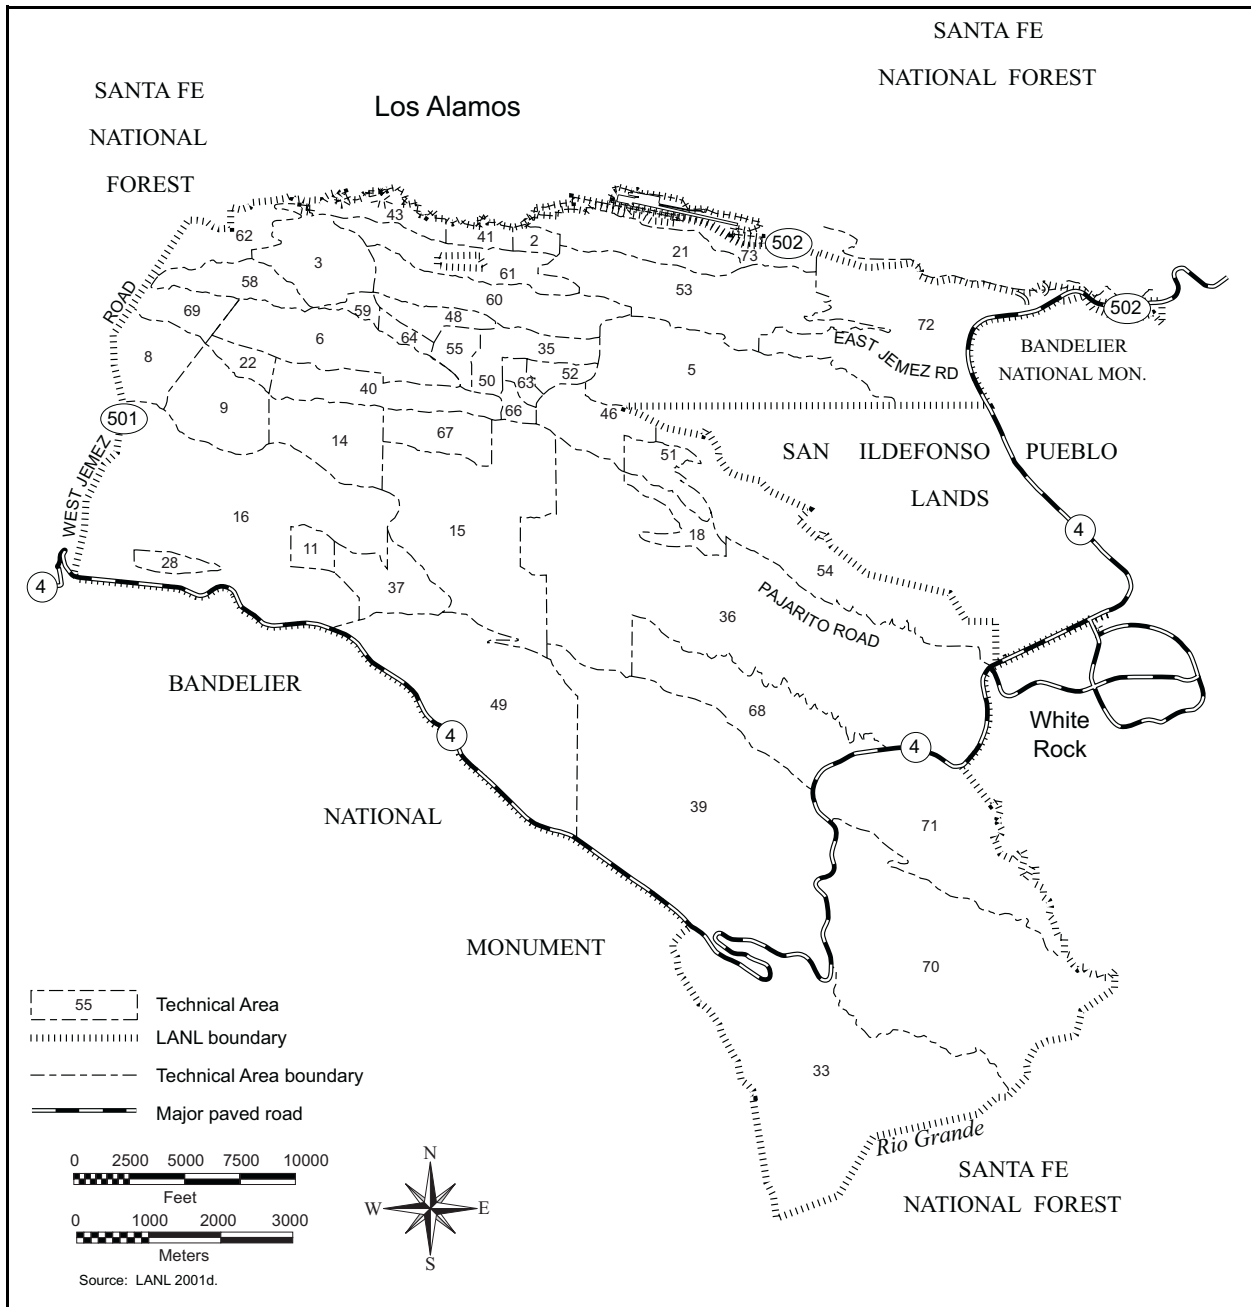 SANTA FE
NATIONAL FOREST
SANTA FE
NATIONAL
FOREST
Los Alamos
43
62
41
2
502
3
21
73
58
61
53
60
502
69
59
48
72
6
64
55
35
EAST JEMEZ RD
BANDELIER
NATIONAL MON.
ROAD
8
22
40
50
63
52
5
501
9
66
46
14
67
51
SAN ILDEFONSO PUEBLO
LANDS
WEST JEMEZ
16
15
18
4
11
28
54
4
37
36
PAJARITO ROAD
BANDELIER
49
68
4
4
White
Rock
NATIONAL
39
71
MONUMENT
70
33
Rio Grande
SANTA FE
NATIONAL FOREST
55 Technical Area
LANL boundary
Technical Area boundary
Major paved road
0 2500 5000 7500 10000
Feet
0 1000 2000 3000
Meters
Source: LANL 2001d.
N
W E
S